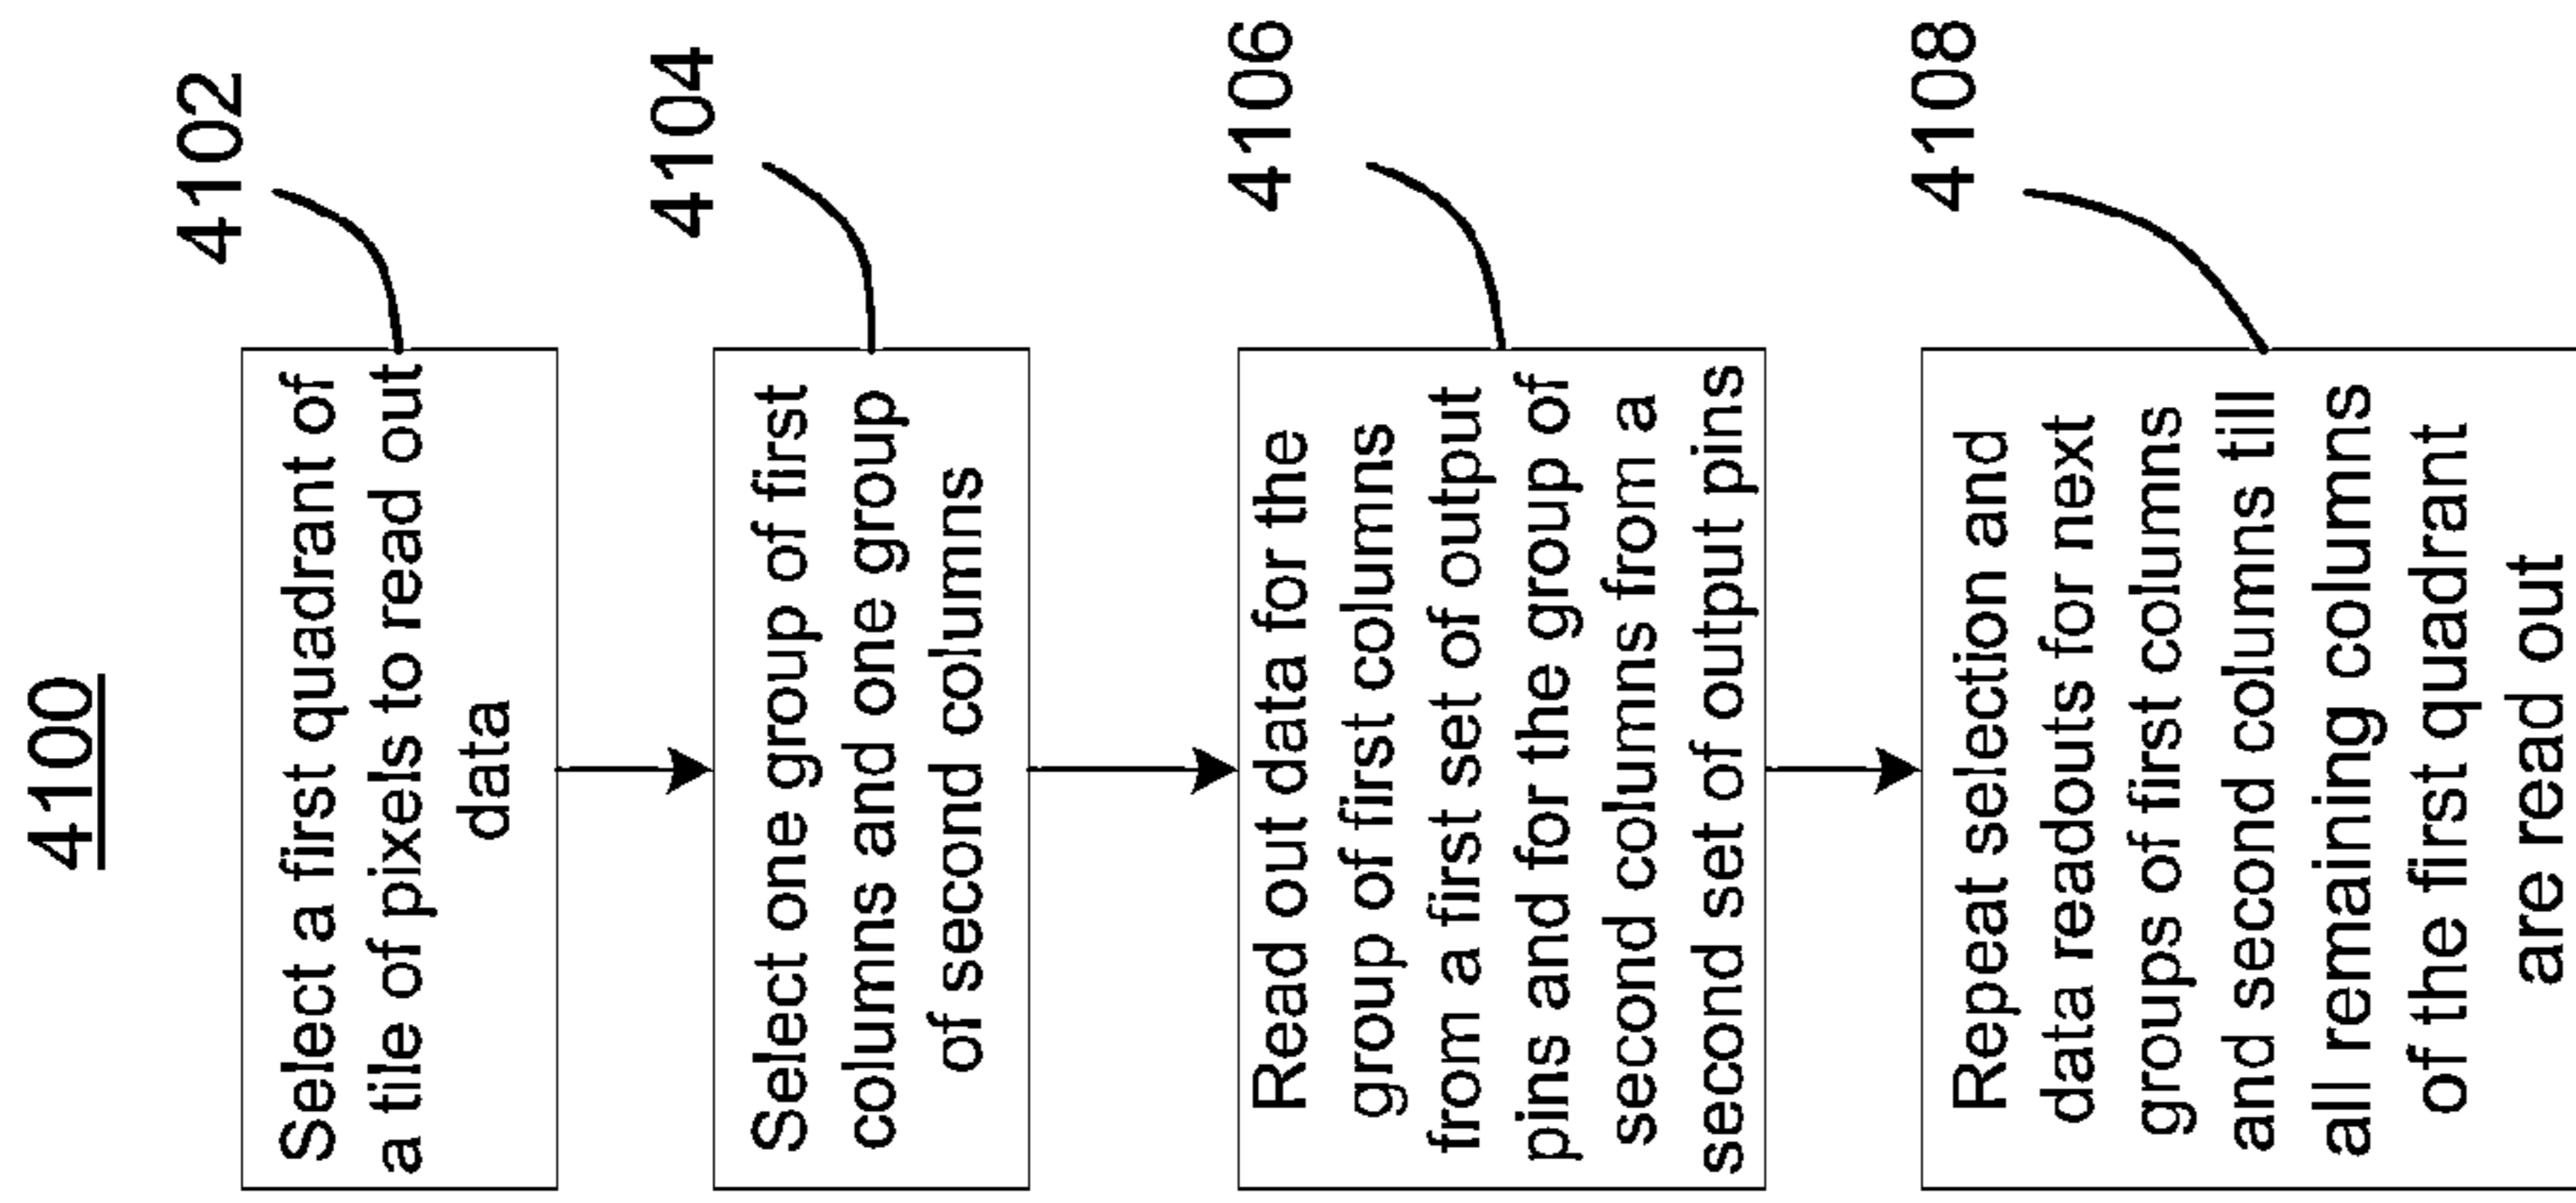 4100
4102
Select a first quadrant of
a tile of pixels to read out
data
4104
Select one group of first
columns and one group
of second columns
4106
Read out data for the
group of first columns
from a first set of output
pins and for the group of
second columns from a
second set of output pins
4108
Repeat selection and
data readouts for next
groups of first columns
and second columns till
all remaining columns
of the first quadrant
are read out